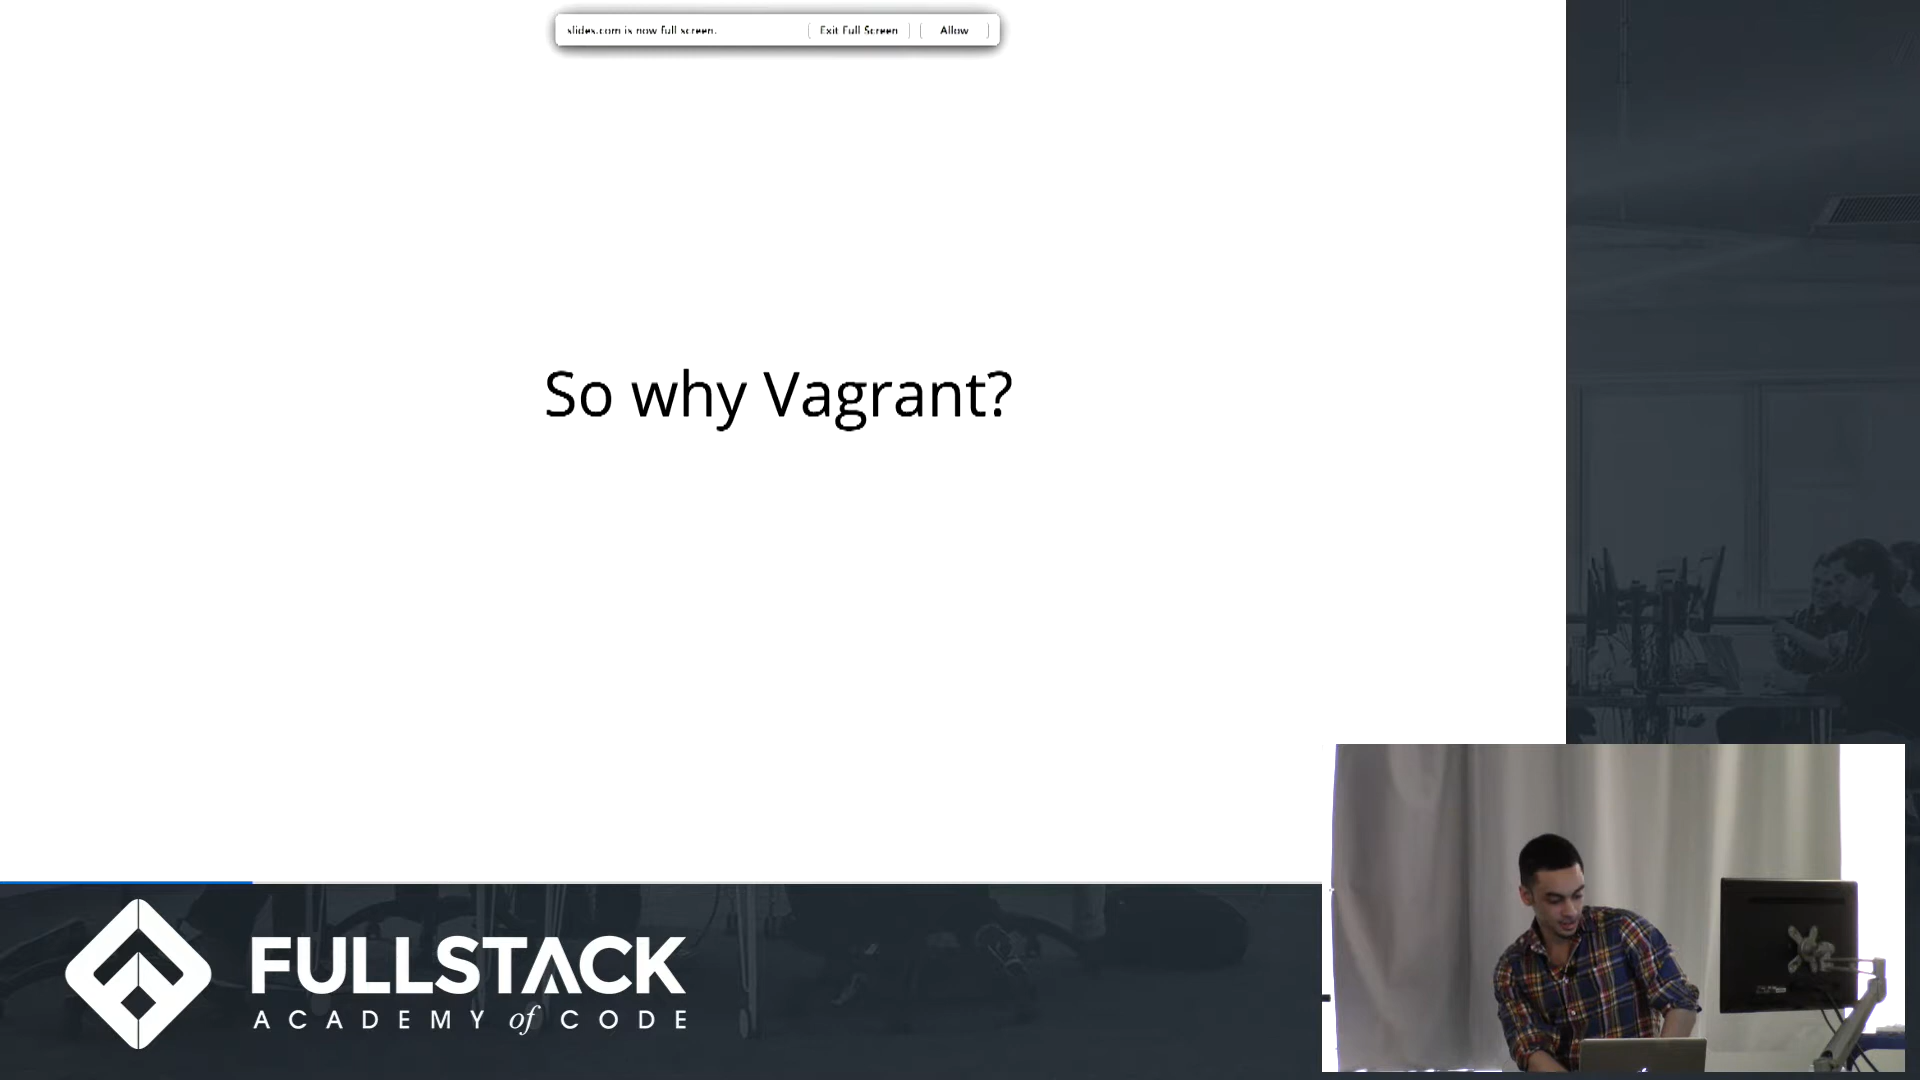 slides.com is now full screen. Exit Full Screen Allow
So why Vagrant?
FULLSTACK
ACADEMY of CODE